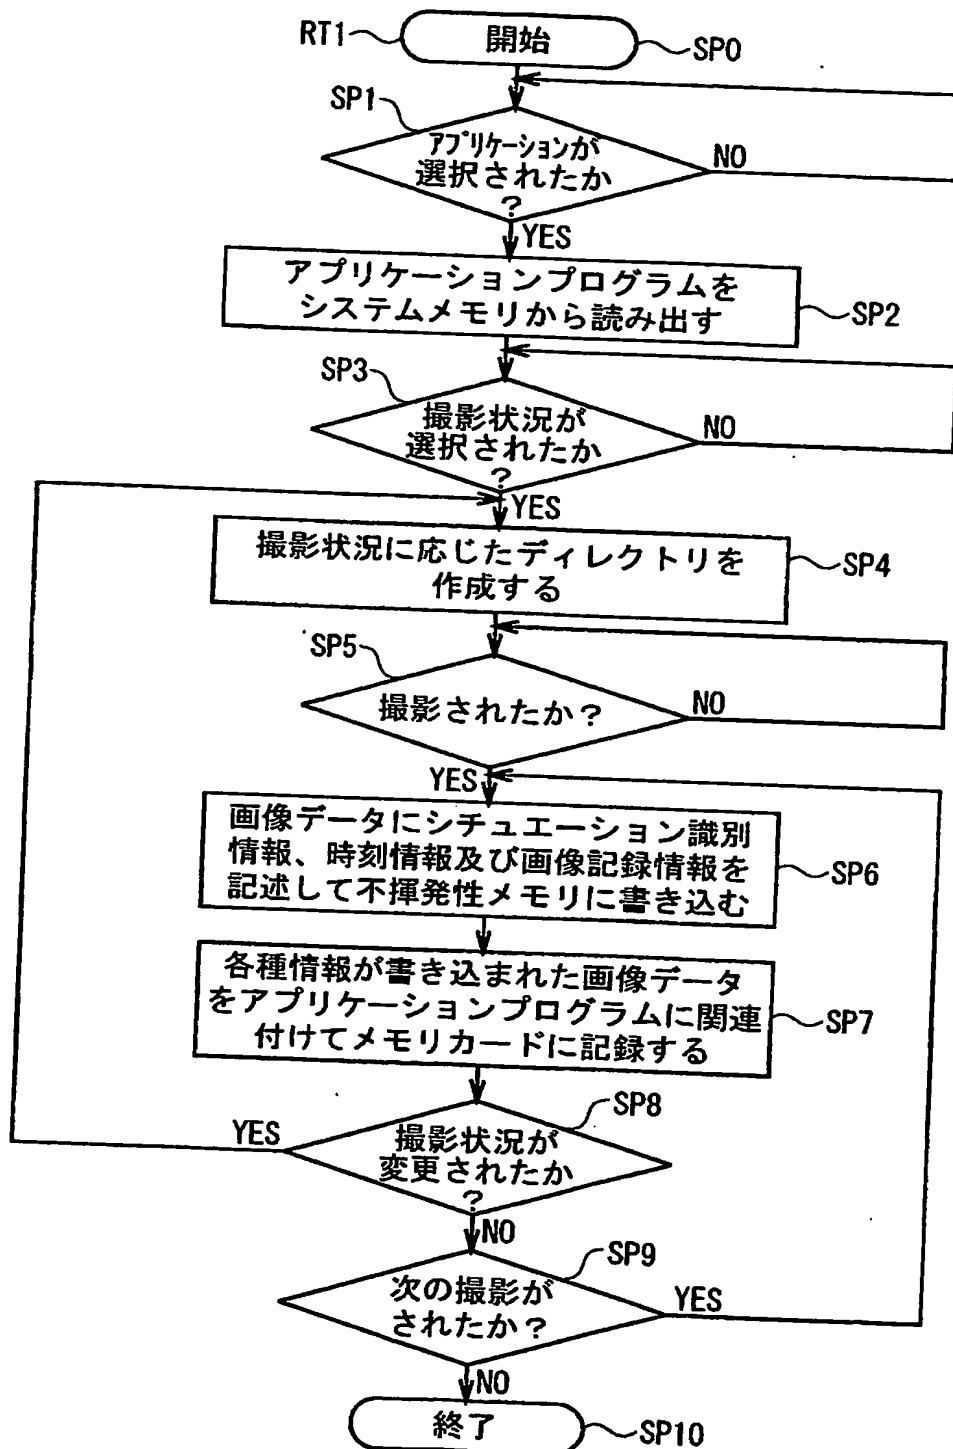 RT1
開始
SP0
SP1
アプリケーションが
選択されたか
?
NO
YES
アプリケーションプログラムを
システムメモリから読み出す
SP2
SP3
撮影状況が
選択されたか
?
NO
YES
撮影状況に応じたディレクトリを
作成する
SP4
SP5
撮影されたか?
NO
YES
画像データにシチュエーション識別
情報、時刻情報及び画像記録情報を
記述して不揮発性メモリに書き込む
SP6
各種情報が書き込まれた画像データ
をアプリケーションプログラムに関連
付けてメモリカードに記録する
SP7
SP8
YES
撮影状況が
変更されたか
?
NO
SP9
次の撮影が
されたか?
YES
NO
終了
SP10